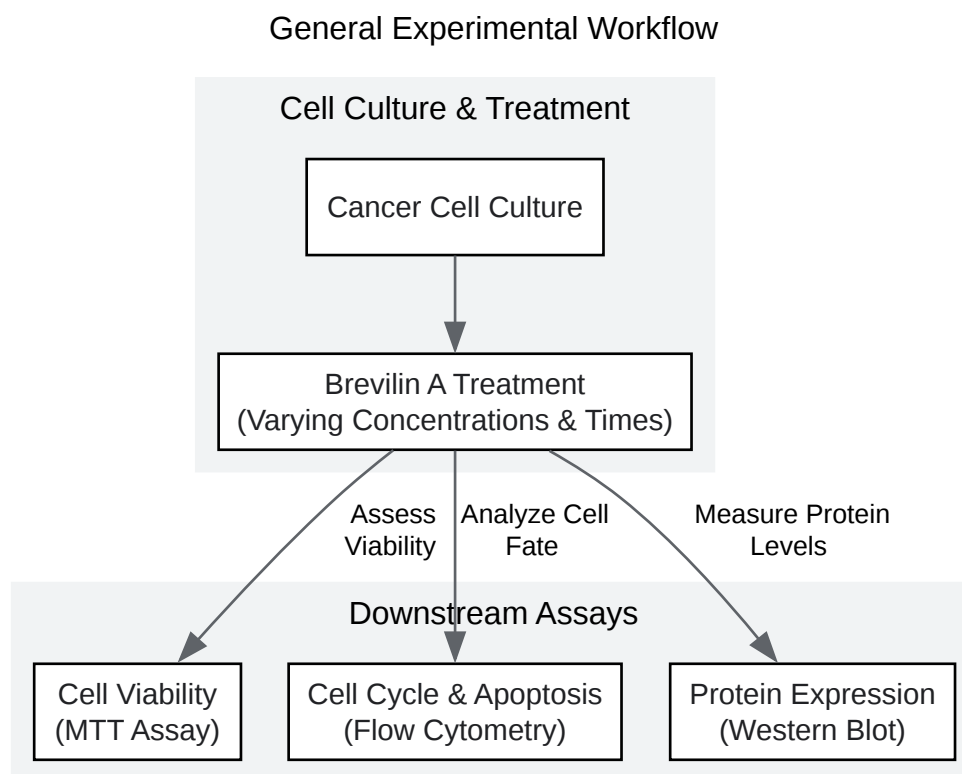 General Experimental Workflow
Cell Culture & Treatment
Cancer Cell Culture
Brevilin A Treatment
(Varying Concentrations & Times)
Assess
Viability
Analyze Cell
Fate
Measure Protein
Levels
Downstream Assays
Cell Viability
(MTT Assay)
Cell Cycle & Apoptosis
(Flow Cytometry)
Protein Expression
(Western Blot)